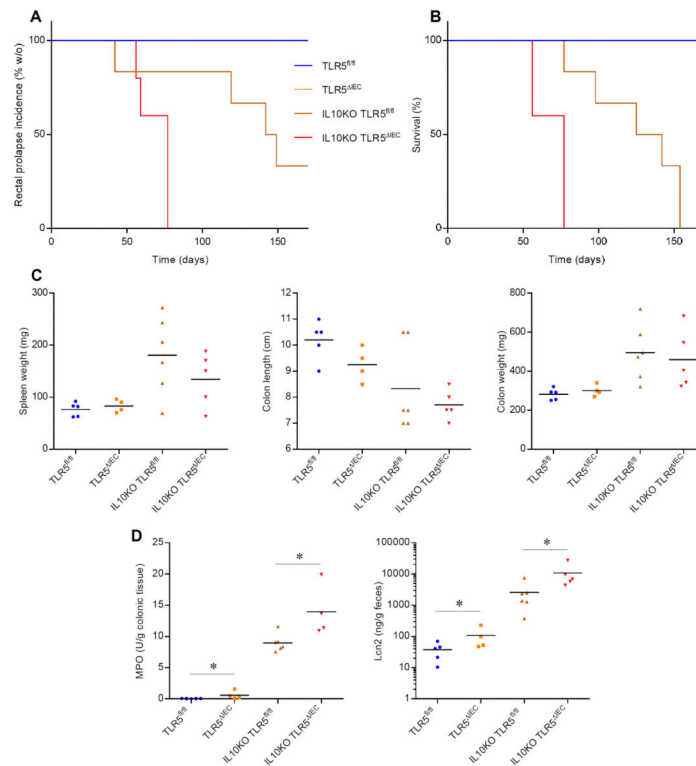 A
B
Rectal prolapse incidence (% w/o)
100
50
0
0 50 100 150
Time (days)
TLR5fl/fl
TLR5ΔIEC
IL10KO TLR5fl/fl
IL10KO TLR5ΔIEC
Survival (%)
100
50
0
0 50 100 150
Time (days)
C
Spleen weight (mg)
300
200
100
0
TLR5fl/fl
TLR5ΔIEC
IL10KO TLR5fl/fl
IL10KO TLR5ΔIEC
Colon length (cm)
12
11
10
9
8
7
6
TLR5fl/fl
TLR5ΔIEC
IL10KO TLR5fl/fl
IL10KO TLR5ΔIEC
Colon weight (mg)
800
600
400
200
0
TLR5fl/fl
TLR5ΔIEC
IL10KO TLR5fl/fl
IL10KO TLR5ΔIEC
D
MPO (U/g colonic tissue)
25
20
15
10
5
0
*
*
TLR5fl/fl
TLR5ΔIEC
IL10KO TLR5fl/fl
IL10KO TLR5ΔIEC
Lcn2 (ng/g feces)
100000
10000
1000
100
10
1
*
*
TLR5fl/fl
TLR5ΔIEC
IL10KO TLR5fl/fl
IL10KO TLR5ΔIEC